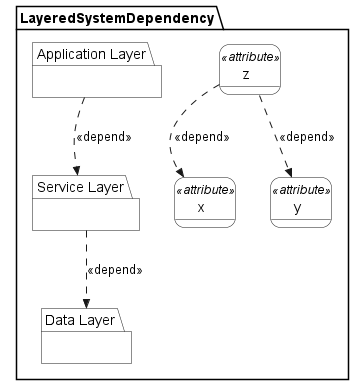 LayeredSystemDependency
Application Layer
«attribute»
z
«depend»
«depend»
«depend»
Service Layer
«attribute»
x
«attribute»
y
«depend»
Data Layer